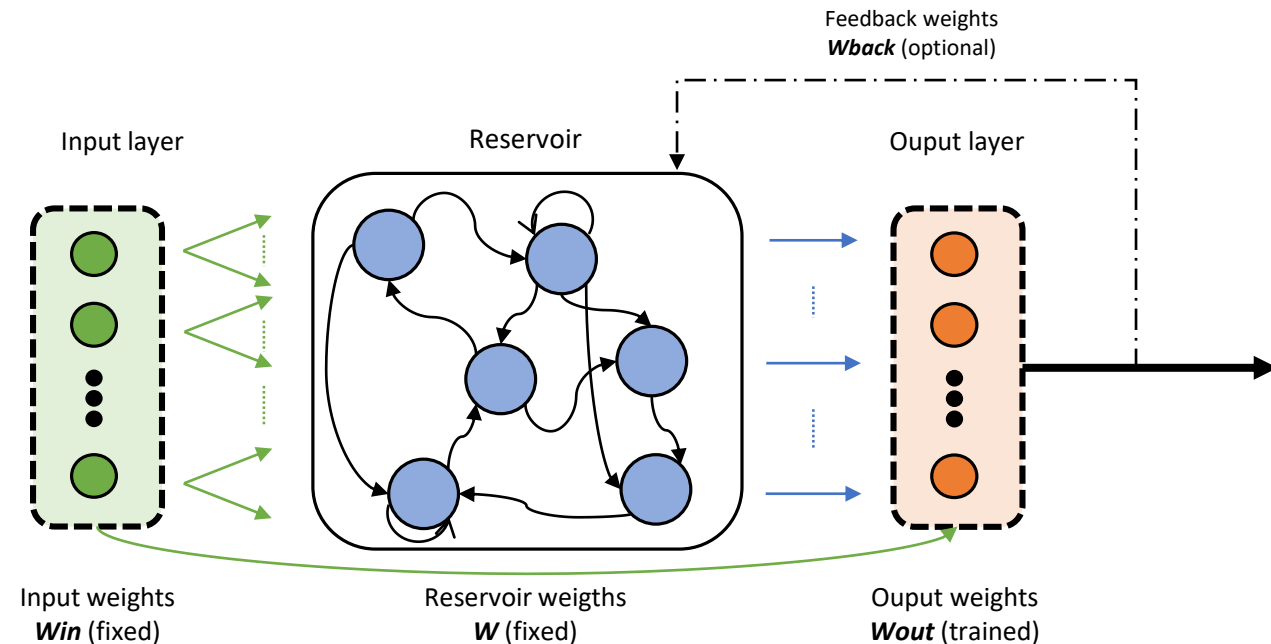 Feedback weights
Wback (optional)
Input layer
Reservoir
Ouput layer
Input weights
Win (fixed)
Reservoir weigths
W (fixed)
Ouput weights
Wout (trained)